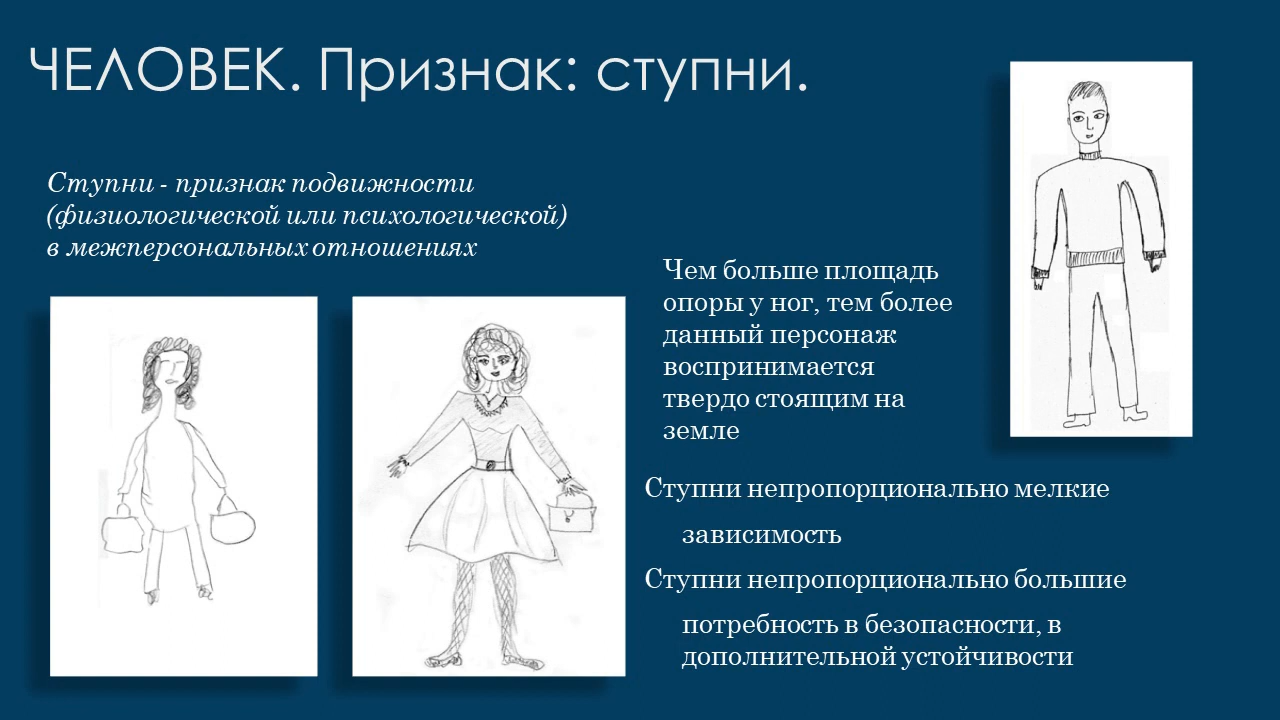 ЧЕЛОВЕК. Признак: ступни.
Ступни - признак подвижности
(физиологической или психологической)
в межперсональных отношениях
Чем больше площадь
опоры у ног, тем более
данный персонаж
воспринимается
твердо стоящим на
земле
Ступни непропорционально мелкие
зависимость
Ступни непропорционально большие
потребность в безопасности, в
дополнительной устойчивости